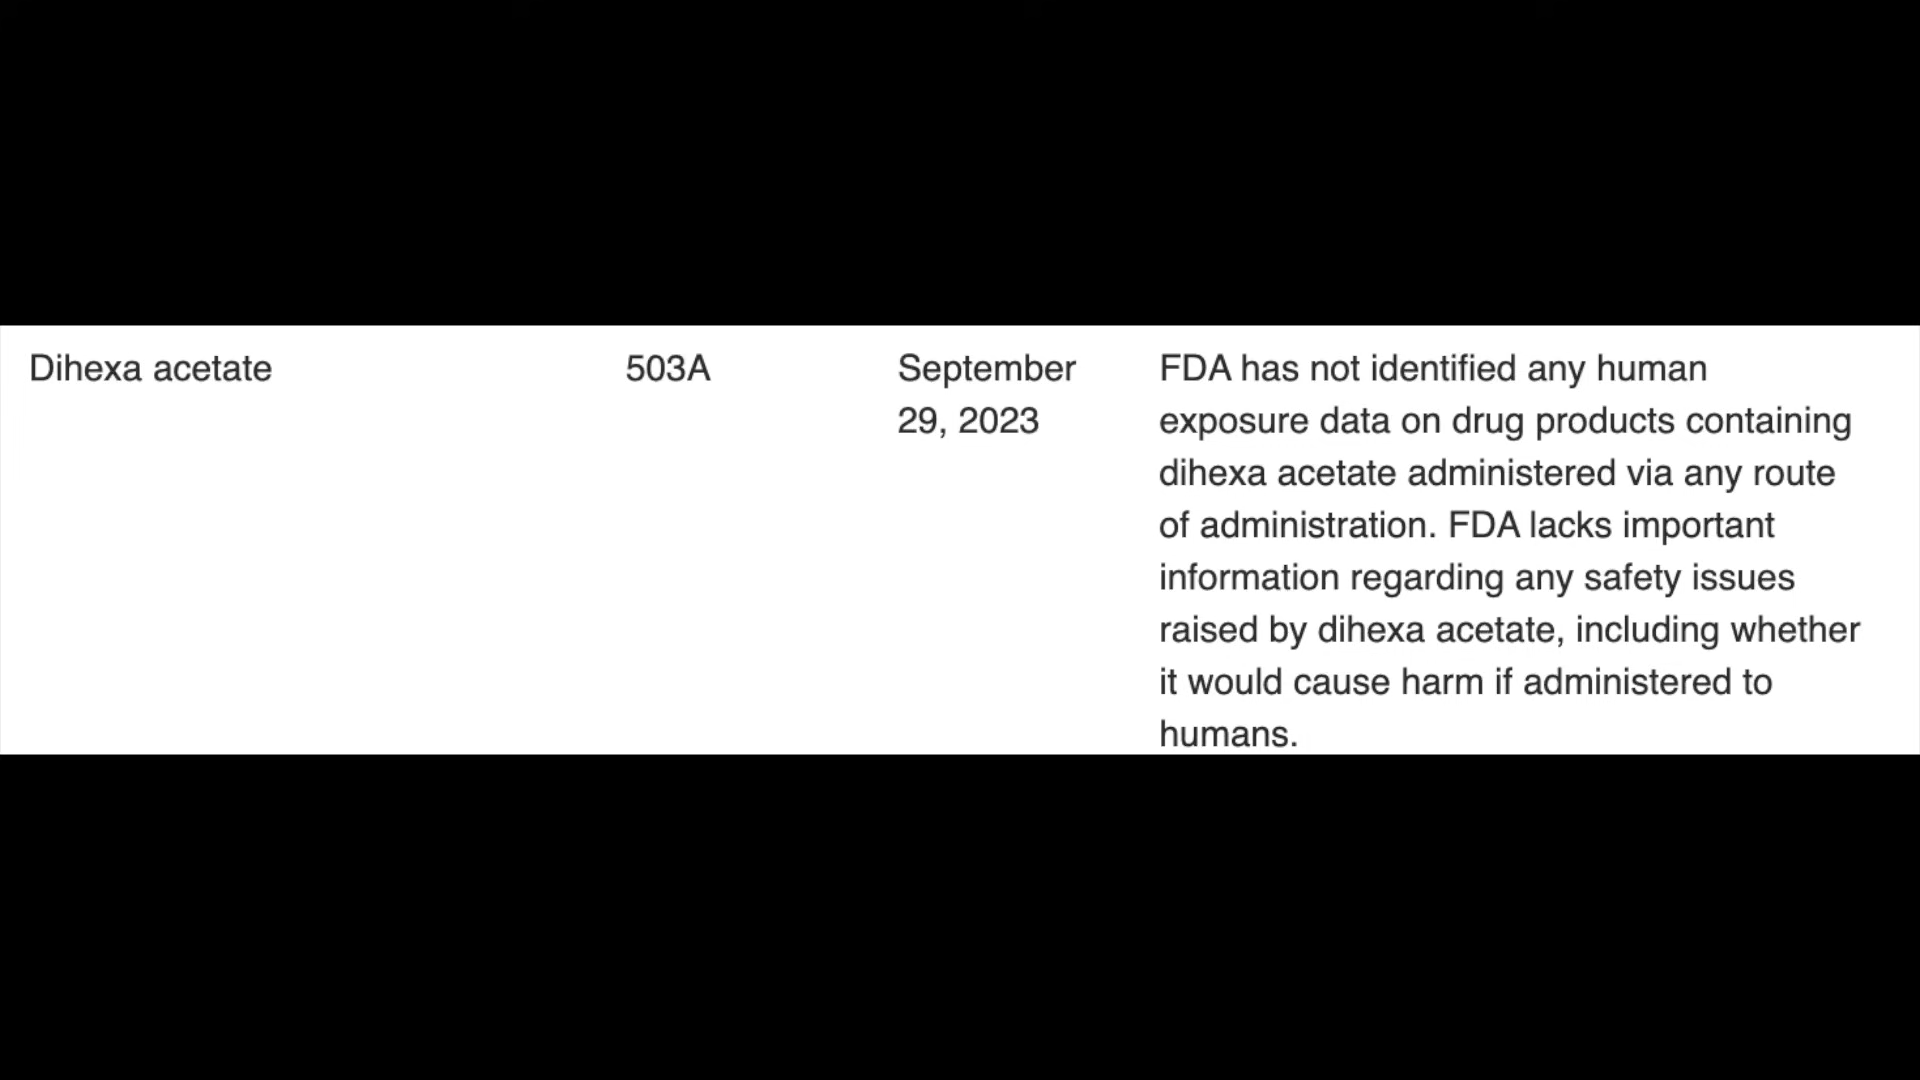 Dihexa acetate
503A
September
29, 2023
FDA has not identified any human
exposure data on drug products containing
dihexa acetate administered via any route
of administration. FDA lacks important
information regarding any safety issues
raised by dihexa acetate, including whether
it would cause harm if administered to
humans.